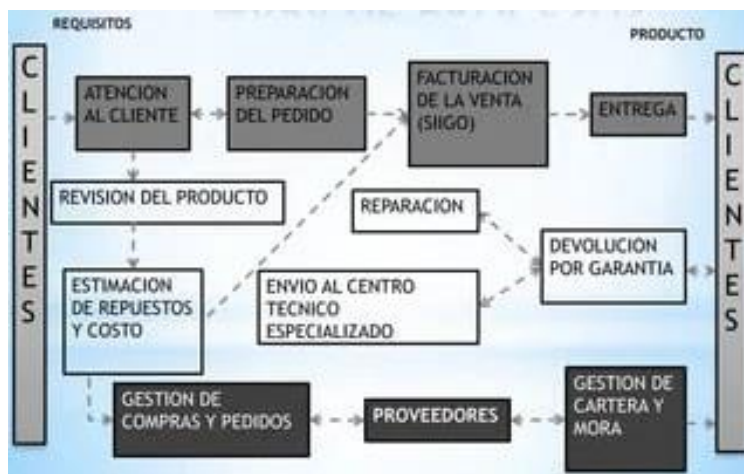 REQUISITOS
PRODUCTO
CLIENTES
ATENCION
AL CLIENTE
PREPARACION
DEL PEDIDO
FACTURACION
DE LA VENTA
(SIIGO)
ENTREGA
CLIENTES
REVISION DEL PRODUCTO
REPARACION
DEVOLUCION
POR GARANTIA
ESTIMACION
DE REPUESTOS
Y COSTO
ENVIO AL CENTRO
TECNICO
ESPECIALIZADO
GESTION DE
COMPRAS Y PEDIDOS
PROVEEDORES
GESTION DE
CARTERA Y
MORA